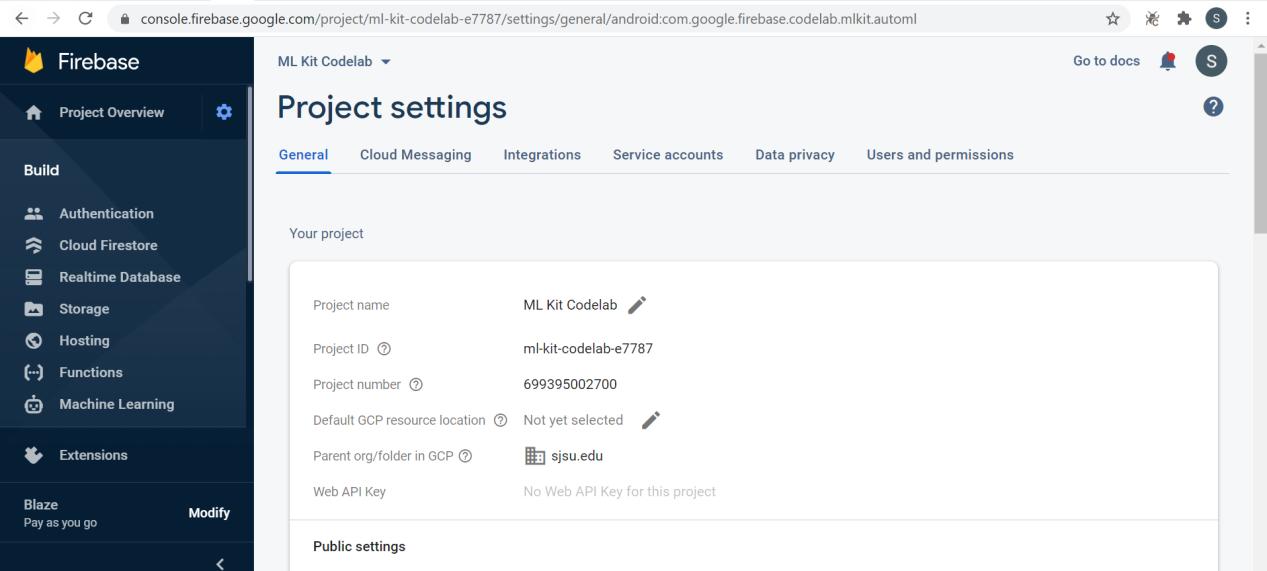 console.firebase.google.com/project/ml-kit-codelab-e7787/settings/general/android:com.google.firebase.codelab.mlkit.automl
S
Firebase
ML Kit Codelab
Go to docs
S
Project Overview
Project settings
?
General Cloud Messaging Integrations Service accounts Data privacy Users and permissions
Build
Authentication
Cloud Firestore
Realtime Database
Storage
Hosting
Functions
Machine Learning
Extensions
Blaze
Pay as you go
Modify
Your project
Project name ML Kit Codelab
Project ID ? ml-kit-codelab-e7787
Project number ? 699395002700
Default GCP resource location ? Not yet selected
Parent org/folder in GCP ? sjsu.edu
Web API Key No Web API Key for this project
Public settings